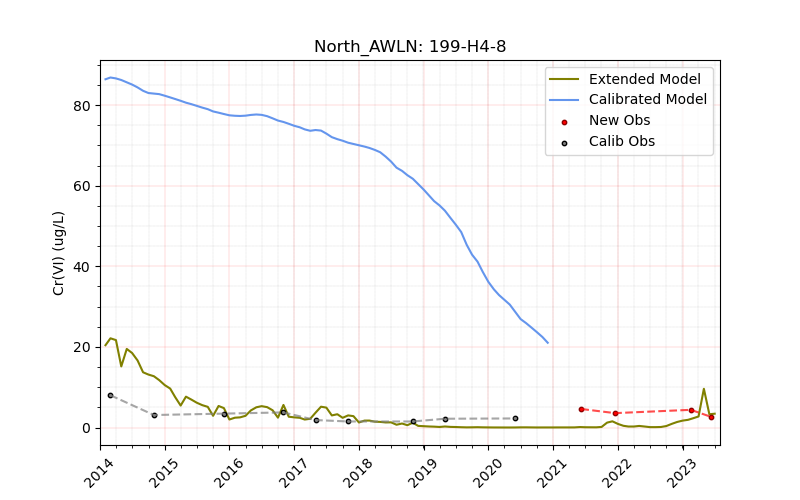 North_AWLN: 199-H4-8
Extended Model
Calibrated Model
New Obs
Calib Obs
Cr(VI) (ug/L)
80
60
40
20
0
2014
2015
2016
2017
2018
2019
2020
2021
2022
2023